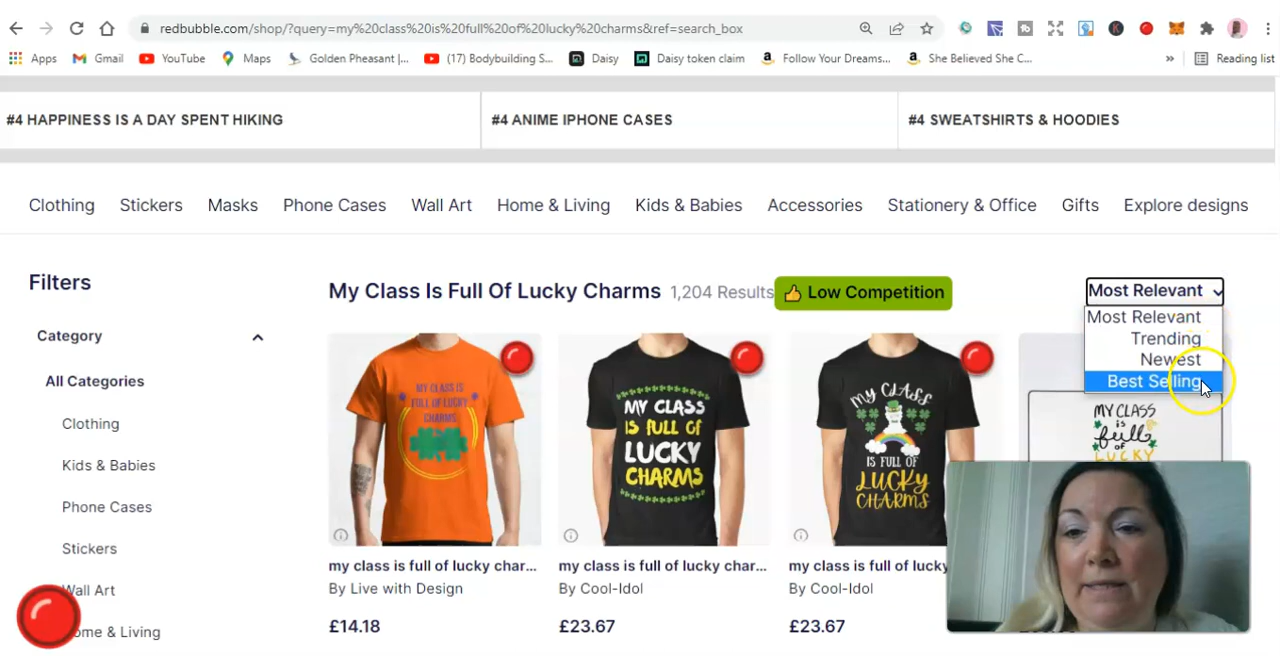 redbubble.com/shop/?query=my%20class%20is%20full%20of%20lucky%20charms&ref=search_box
Apps Gmail YouTube Maps Golden Pheasant |... (17) Bodybuilding S... Daisy Daisy token claim Follow Your Dreams... She Believed She C... » Reading list
#4 HAPPINESS IS A DAY SPENT HIKING #4 ANIME IPHONE CASES #4 SWEATSHIRTS & HOODIES
Clothing Stickers Masks Phone Cases Wall Art Home & Living Kids & Babies Accessories Stationery & Office Gifts Explore designs
Filters
Category
All Categories
Clothing
Kids & Babies
Phone Cases
Stickers
Wall Art
Home & Living
My Class Is Full Of Lucky Charms 1,204 Results Low Competition
Most Relevant
Most Relevant
Trending
Newest
Best Selling
MY CLASS IS
FULL OF LUCKY
CHARMS
MY CLASS
IS FULL OF
LUCKY
CHARMS
MY CLASS
IS FULL OF
LUCKY
CHARMS
MY CLASS
is
full
OF
LUCKY
my class is full of lucky char... my class is full of lucky char... my class is full of lucky
By Live with Design By Cool-Idol By Cool-Idol
£14.18 £23.67 £23.67